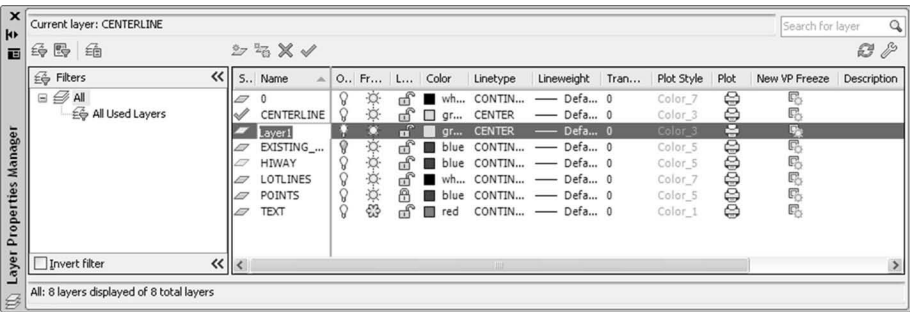 Current layer: CENTERLINE
Search for layer
Filters
All
All Used Layers
Invert filter
S.. Name O.. Fr... L... Color Linetype Lineweight Tran... Plot Style Plot New VP Freeze Description
0 wh... CONTIN... Defa... 0 Color_7
CENTERLINE gr... CENTER Defa... 0 Color_3
Layer1 gr... CENTER Defa... 0 Color_3
EXISTING_... blue CONTIN... Defa... 0 Color_5
HIWAY blue CONTIN... Defa... 0 Color_5
LOTLINES wh... CONTIN... Defa... 0 Color_7
POINTS blue CONTIN... Defa... 0 Color_5
TEXT red CONTIN... Defa... 0 Color_1
All: 8 layers displayed of 8 total layers
Layer Properties Manager